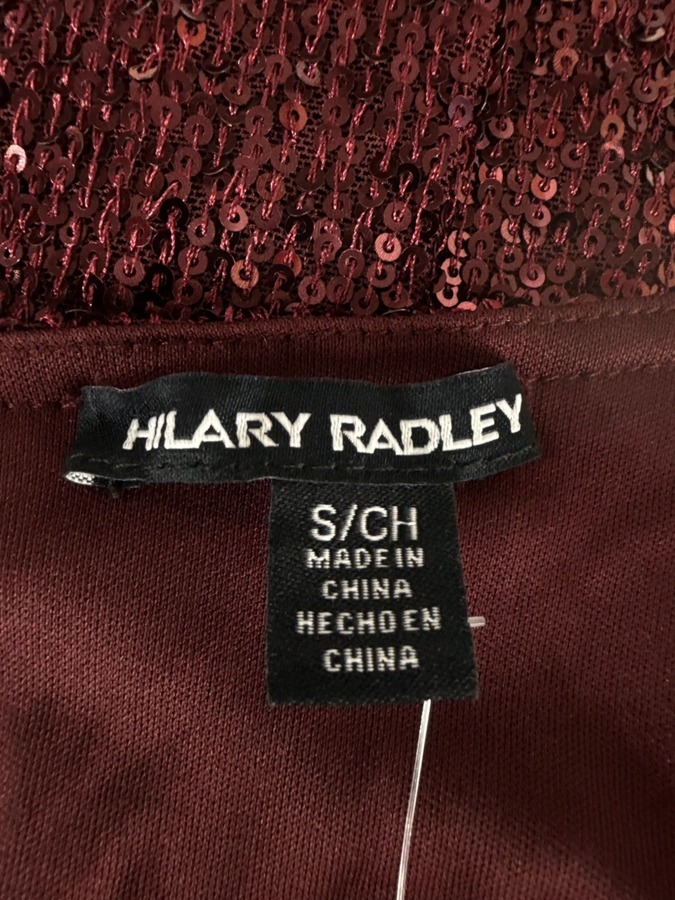 HILARY RADLEY
S/CH
MADE IN
CHINA
HECHO EN
CHINA